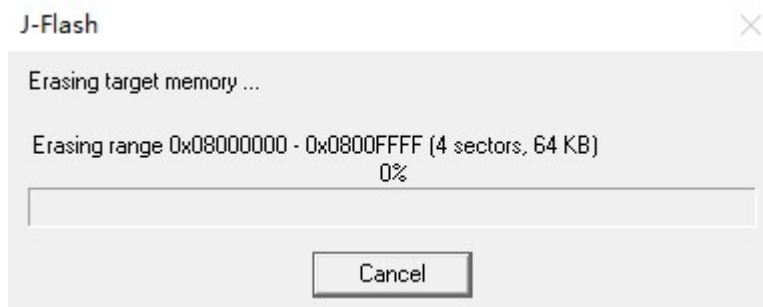 J-Flash
Erasing target memory ...
Erasing range 0x08000000 - 0x0800FFFF (4 sectors, 64 KB)
0%
Cancel